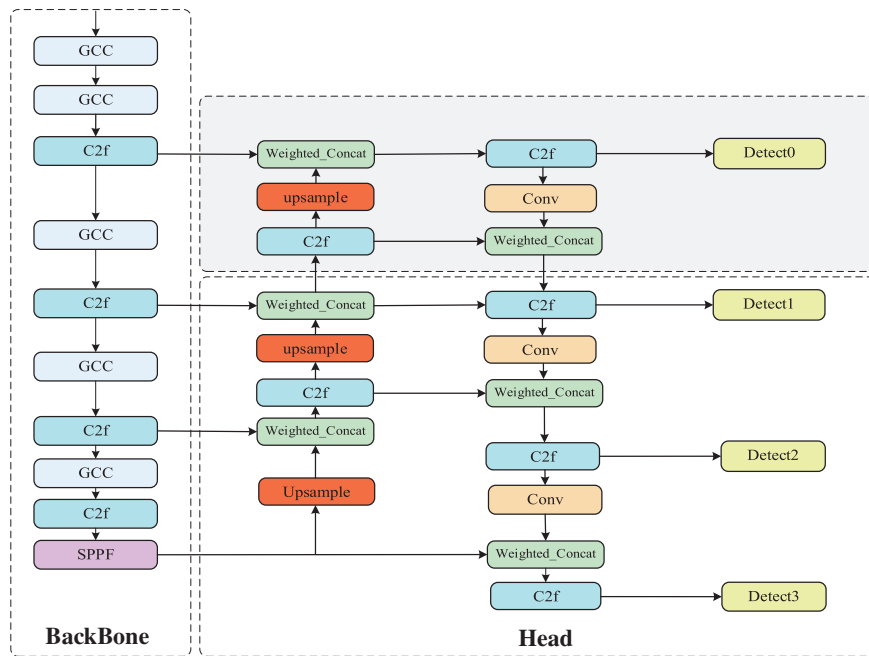 GCC
GCC
C2f
GCC
C2f
GCC
C2f
GCC
C2f
SPPF
BackBone
Weighted_Concat
upsample
C2f
C2f
Conv
Weighted_Concat
Detect0
Weighted_Concat
upsample
C2f
Weighted_Concat
Upsample
C2f
Conv
Weighted_Concat
C2f
Conv
Weighted_Concat
C2f
Detect1
Detect2
Detect3
Head